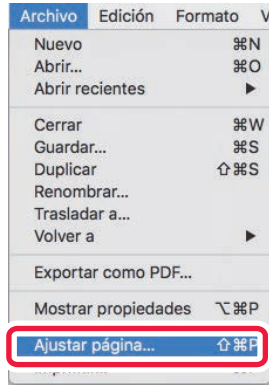 Archivo Edición Formato V
Nuevo ⌘N
Abrir... ⌘O
Abrir recientes ▶
Cerrar ⌘W
Guardar... ⌘S
Duplicar ⇧⌘S
Renombrar...
Trasladar a...
Volver a ▶
Exportar como PDF...
Mostrar propiedades ⌥⌘P
Ajustar página... ⇧⌘P